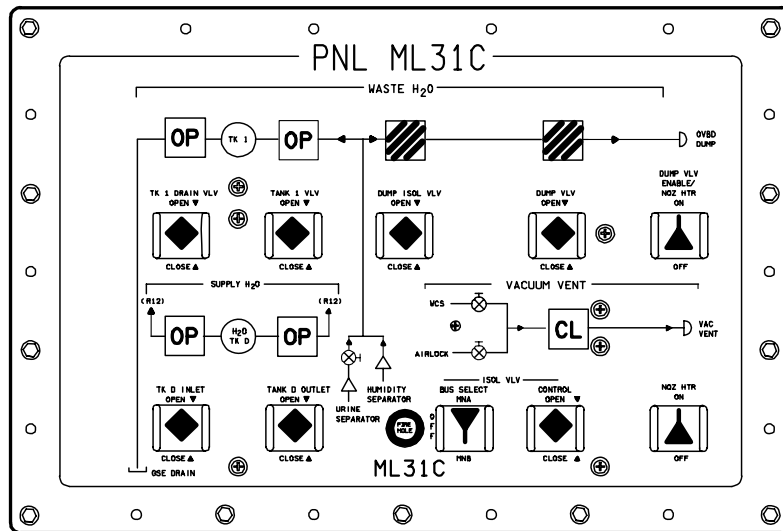 PNL ML31C
WASTE H2O
OP
TK 1
OP
OVBD
DUMP
TK 1 DRAIN VLV
OPEN ▼
CLOSE ▲
TANK 1 VLV
OPEN ▼
CLOSE ▲
DUMP ISOL VLV
OPEN ▼
CLOSE ▲
DUMP VLV
OPEN ▼
CLOSE ▲
DUMP VLV
ENABLE/
NOZ HTR
ON
OFF
SUPPLY H2O
(R12)
(R12)
OP
H2O
TK D
OP
VACUUM VENT
WCS
AIRLOCK
CL
VAC
VENT
URINE
SEPARATOR
HUMIDITY
SEPARATOR
TK D INLET
OPEN ▼
CLOSE ▲
TANK D OUTLET
OPEN ▼
CLOSE ▲
FIRE
HOLE
ISOL VLV
BUS SELECT
MNA
OFF
MNB
CONTROL
OPEN ▼
CLOSE ▲
NOZ HTR
ON
OFF
GSE DRAIN
ML31C